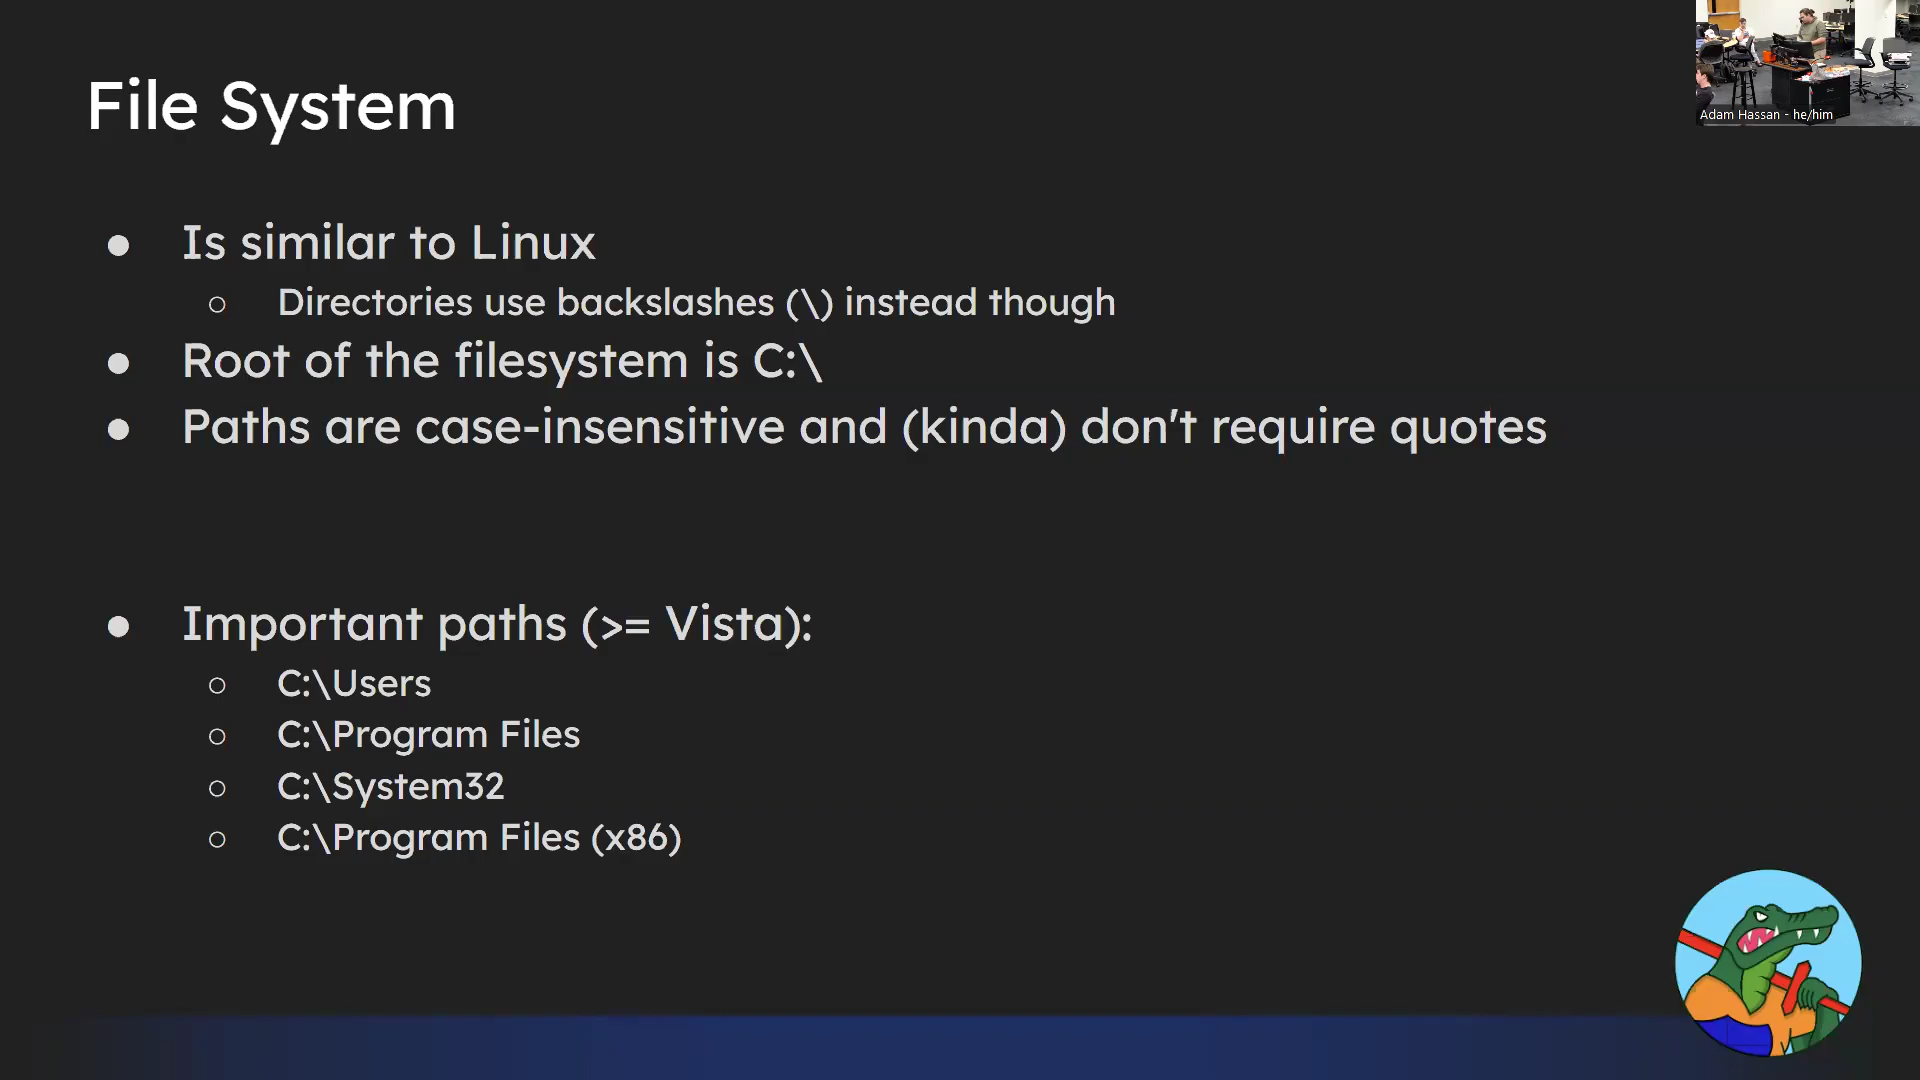 File System
Adam Hassan - he/him
● Is similar to Linux
○ Directories use backslashes (\) instead though
● Root of the filesystem is C:\
● Paths are case-insensitive and (kinda) don't require quotes
● Important paths (>= Vista):
○ C:\Users
○ C:\Program Files
○ C:\System32
○ C:\Program Files (x86)